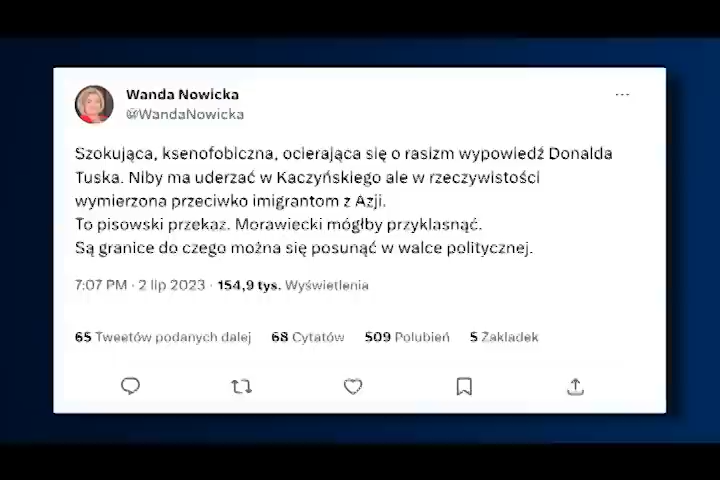 Wanda Nowicka
@WandaNowicka
Szokująca, ksenofobiczna, ocierająca się o rasizm wypowiedź Donalda
Tuska. Niby ma uderzać w Kaczyńskiego ale w rzeczywistości
wymierzona przeciwko imigrantom z Azji.
To pisowski przekaz. Morawiecki mógłby przyklasnąć.
Są granice do czego można się posunąć w walce politycznej.
7:07 PM · 2 lip 2023 · 154,9 tys. Wyświetlenia
65 Tweetów podanych dalej 68 Cytatów 509 Polubień 5 Zakładek